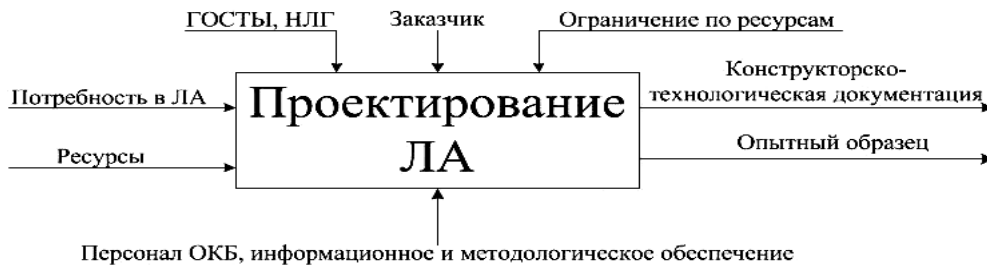 ГОСТЫ, НЛГ
Заказчик
Ограничение по ресурсам
Потребность в ЛА
Ресурсы
Проектирование
ЛА
Конструкторско-
технологическая документация
Опытный образец
Персонал ОКБ, информационное и методологическое обеспечение